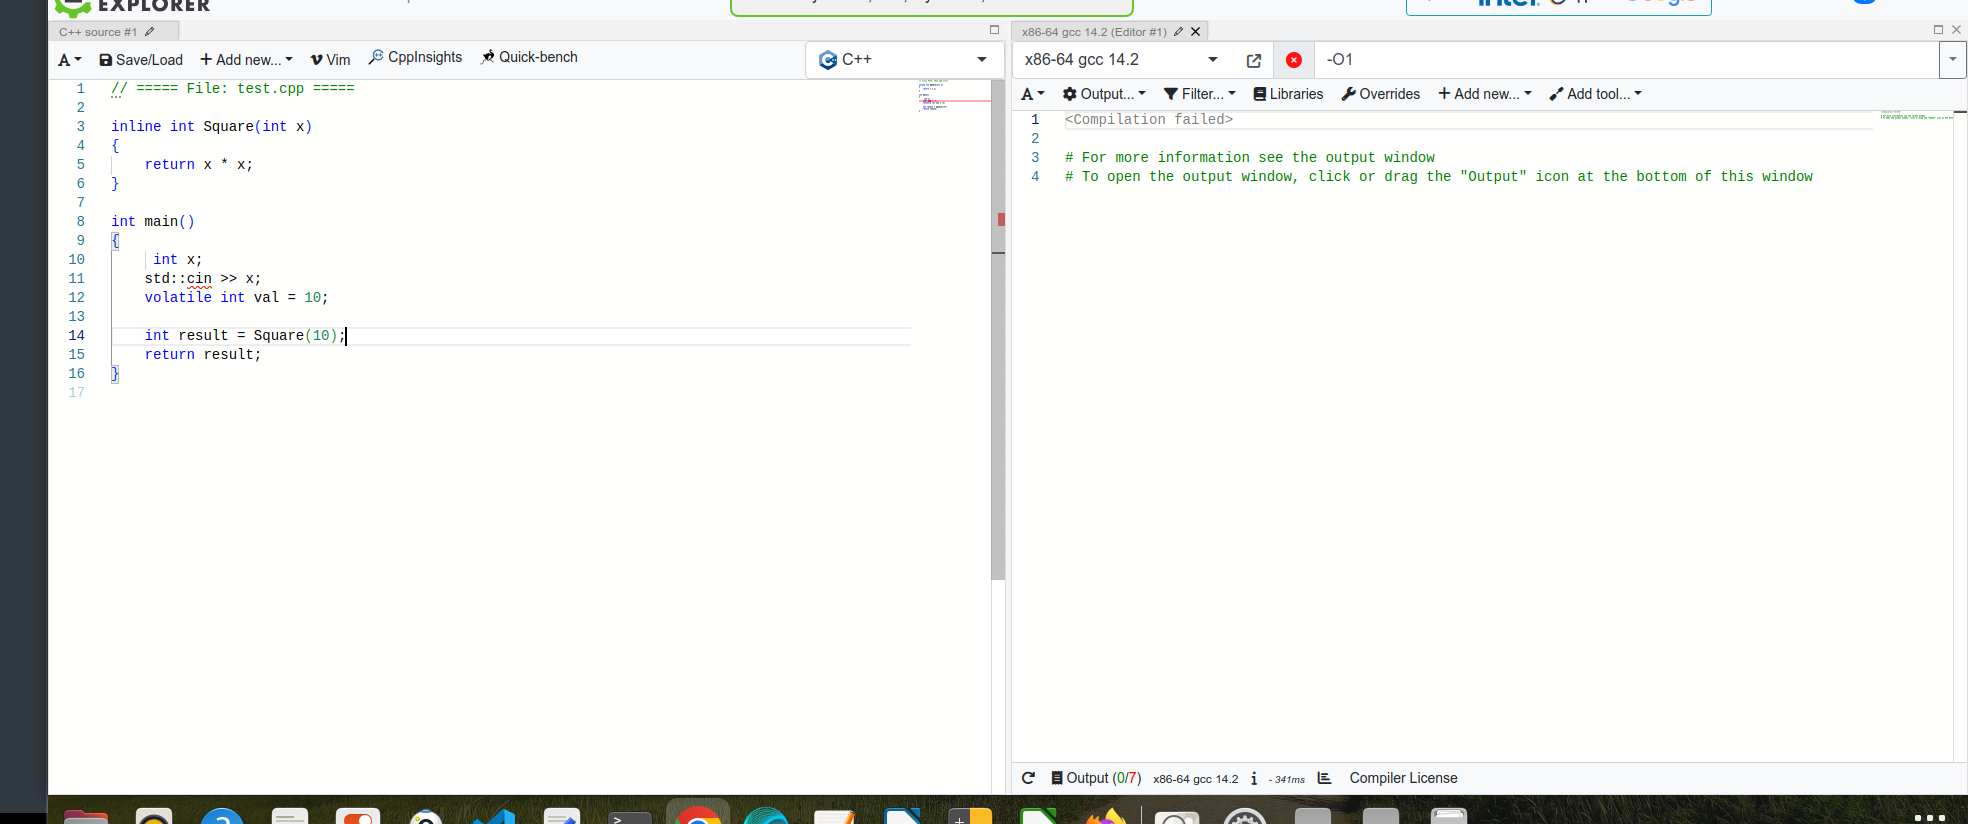 EXPLORER
C++ source #1
A
Save/Load
Add new...
Vim
CppInsights
Quick-bench
C++
1 // ===== File: test.cpp =====
2
3 inline int Square(int x)
4 {
5 return x * x;
6 }
7
8 int main()
9 {
10 int x;
11 std::cin >> x;
12 volatile int val = 10;
13
14 int result = Square(10);
15 return result;
16 }
17
x86-64 gcc 14.2 (Editor #1)
x86-64 gcc 14.2
-O1
A
Output...
Filter...
Libraries
Overrides
Add new...
Add tool...
1 <Compilation failed>
2
3 # For more information see the output window
4 # To open the output window, click or drag the "Output" icon at the bottom of this window
Output (0/7) x86-64 gcc 14.2 i - 341ms Compiler License